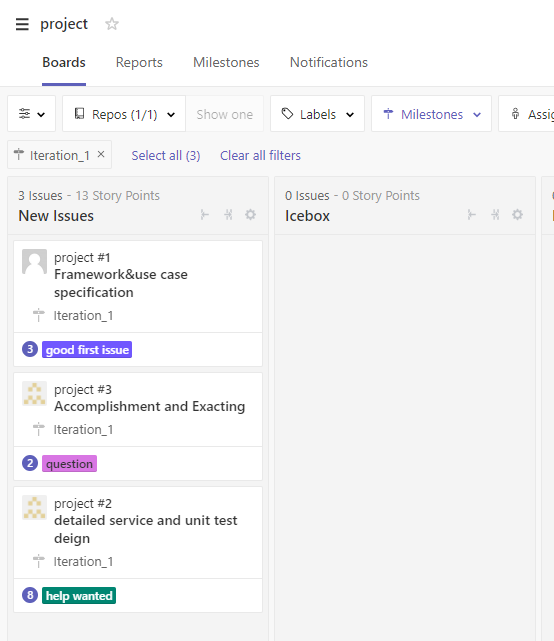 project
Boards Reports Milestones Notifications
Repos (1/1) Show one Labels Milestones
Iteration_1 × Select all (3) Clear all filters
3 Issues - 13 Story Points
New Issues
project #1
Framework&use case
specification
Iteration_1
3 good first issue
project #3
Accomplishment and Exacting
Iteration_1
2 question
project #2
detailed service and unit test
deign
Iteration_1
8 help wanted
0 Issues - 0 Story Points
Icebox